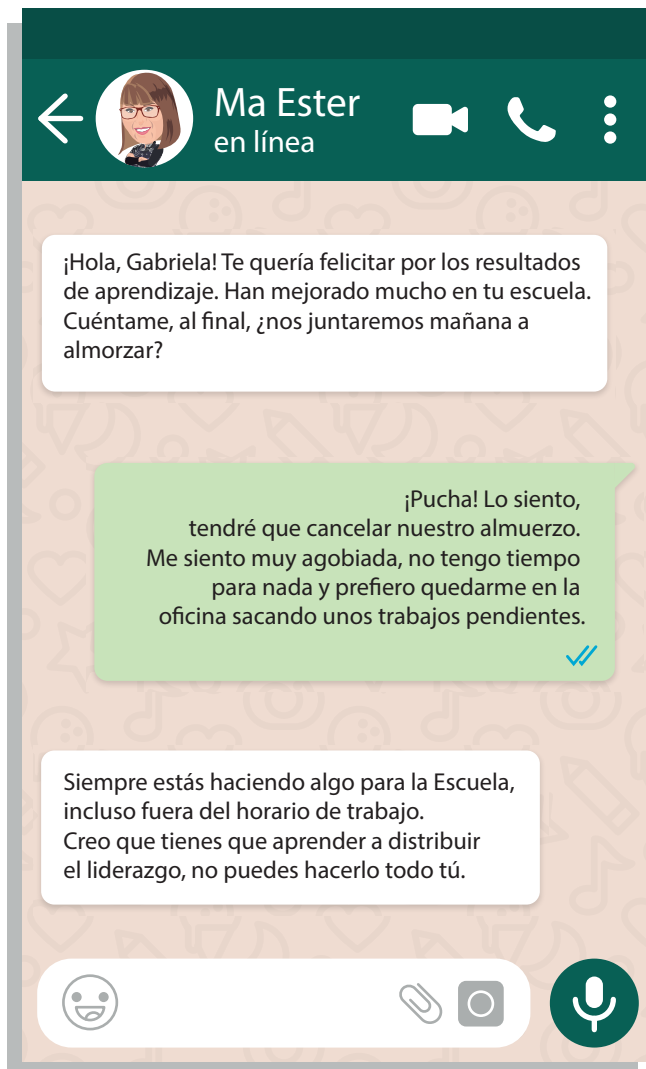 Ma Ester
en línea
¡Hola, Gabriela! Te quería felicitar por los resultados
de aprendizaje. Han mejorado mucho en tu escuela.
Cuéntame, al final, ¿nos juntaremos mañana a
almorzar?
¡Pucha! Lo siento,
tendré que cancelar nuestro almuerzo.
Me siento muy agobiada, no tengo tiempo
para nada y prefiero quedarme en la
oficina sacando unos trabajos pendientes.
Siempre estás haciendo algo para la Escuela,
incluso fuera del horario de trabajo.
Creo que tienes que aprender a distribuir
el liderazgo, no puedes hacerlo todo tú.